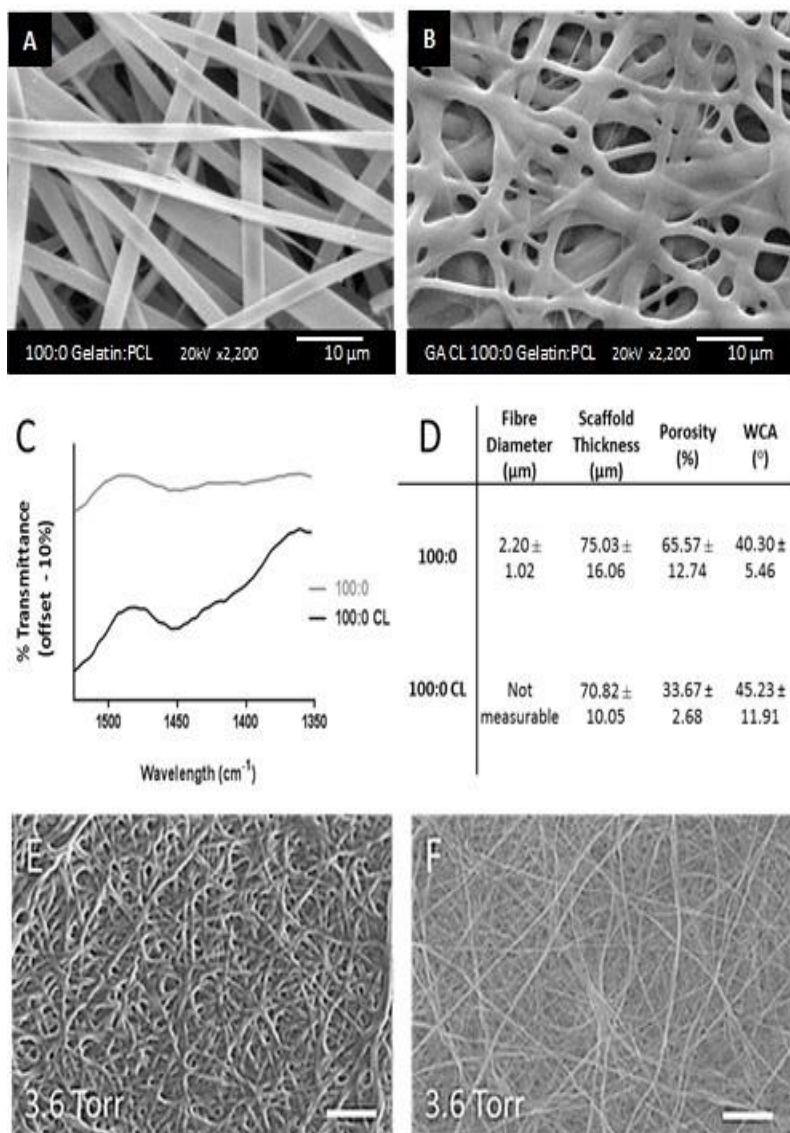 A
B
100:0 Gelatin:PCL 20kV x2,200 10 µm
GA CL 100:0 Gelatin:PCL 20kV x2,200 10 µm
C
% Transmittance
(offset - 10%)
100:0
100:0 CL
1500 1450 1400 1350
Wavelength (cm⁻¹)
D
Fibre Diameter (µm) Scaffold Thickness (µm) Porosity (%) WCA (°)
100:0 2.20 ± 1.02 75.03 ± 16.06 65.57 ± 12.74 40.30 ± 5.46
100:0 CL Not measurable 70.82 ± 10.05 33.67 ± 2.68 45.23 ± 11.91
E
3.6 Torr
F
3.6 Torr